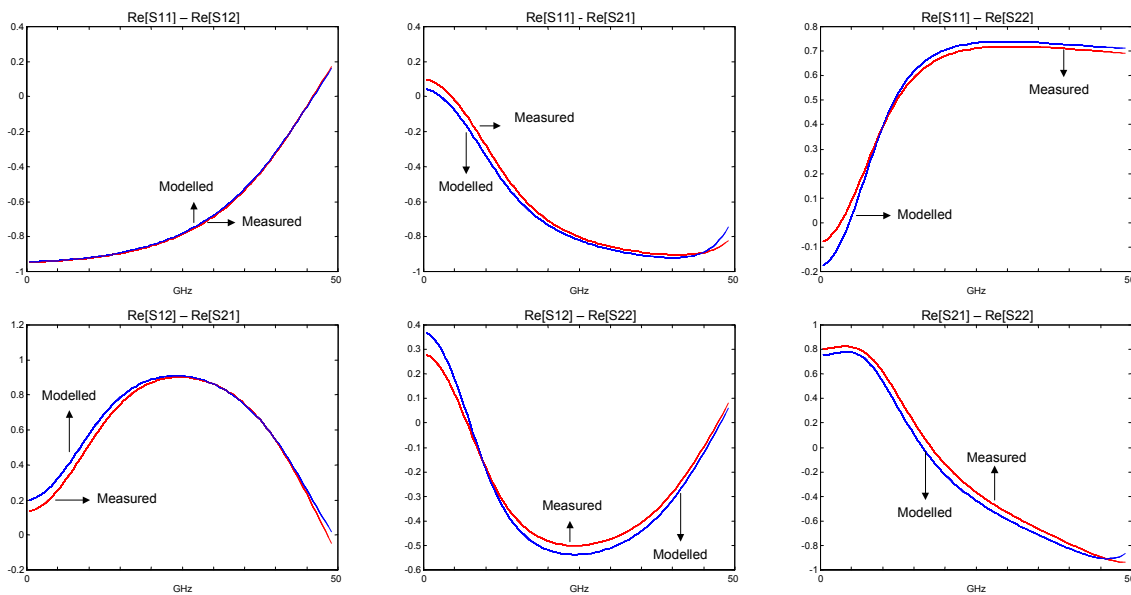 Re[S11] – Re[S12]
0.4
0.2
0
-0.2
-0.4
-0.6
-0.8
-1
Modelled
Measured
0
50
GHz
Re[S11] - Re[S21]
0.4
0.2
0
-0.2
-0.4
-0.6
-0.8
-1
Measured
Modelled
0
50
GHz
Re[S11] – Re[S22]
0.8
0.7
0.6
0.5
0.4
0.3
0.2
0.1
0
-0.1
-0.2
Measured
Modelled
0
50
GHz
Re[S12] – Re[S21]
1.2
1
0.8
0.6
0.4
0.2
0
-0.2
Modelled
Measured
0
50
GHz
Re[S12] – Re[S22]
0.4
0.3
0.2
0.1
0
-0.1
-0.2
-0.3
-0.4
-0.5
-0.6
Measured
Modelled
0
50
GHz
Re[S21] – Re[S22]
1
0.8
0.6
0.4
0.2
0
-0.2
-0.4
-0.6
-0.8
-1
Measured
Modelled
0
50
GHz